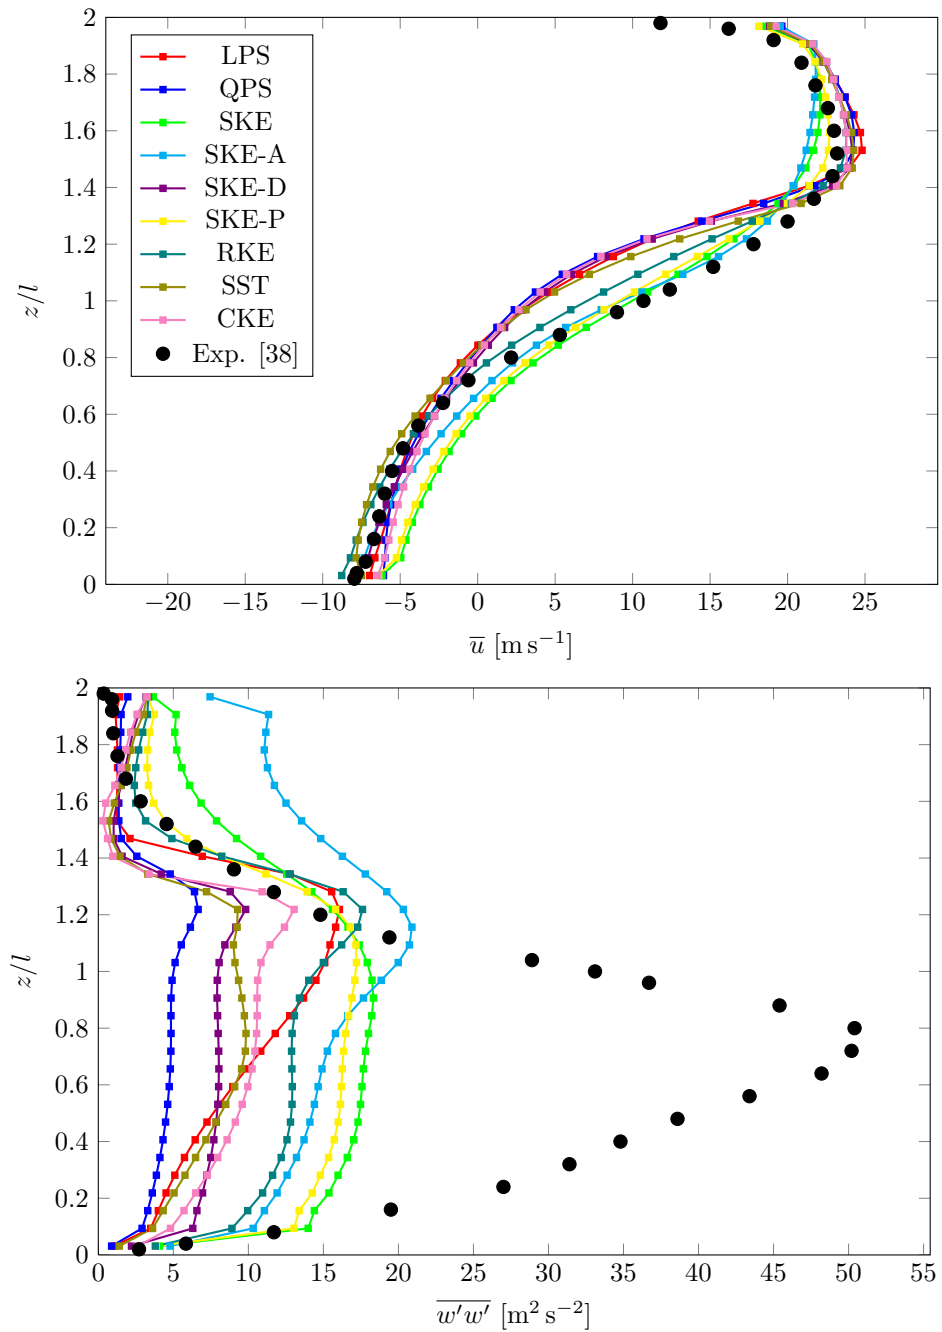 2
1.8
1.6
1.4
1.2
1
0.8
0.6
0.4
0.2
0
z/l
LPS
QPS
SKE
SKE-A
SKE-D
SKE-P
RKE
SST
CKE
Exp. [38]
−20 −15 −10 −5 0 5 10 15 20 25
u̅ [m s⁻¹]
2
1.8
1.6
1.4
1.2
1
0.8
0.6
0.4
0.2
0
z/l
0 5 10 15 20 25 30 35 40 45 50 55
w̅'̅w̅'̅ [m² s⁻²]